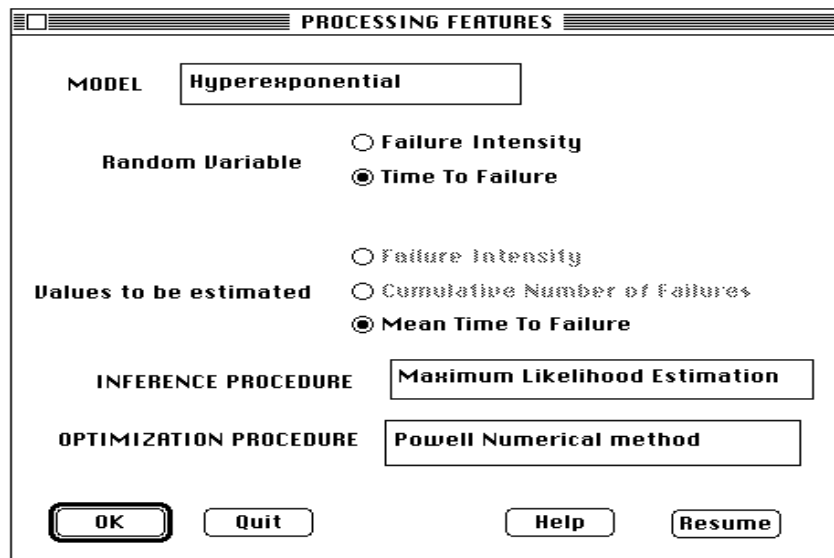 PROCESSING FEATURES
MODEL Hyperexponential
Failure Intensity
Random Variable
Time To Failure
Failure Intensity
Values to be estimated Cumulative Number of Failures
Mean Time To Failure
INFERENCE PROCEDURE Maximum Likelihood Estimation
OPTIMIZATION PROCEDURE Powell Numerical method
OK Quit Help Resume